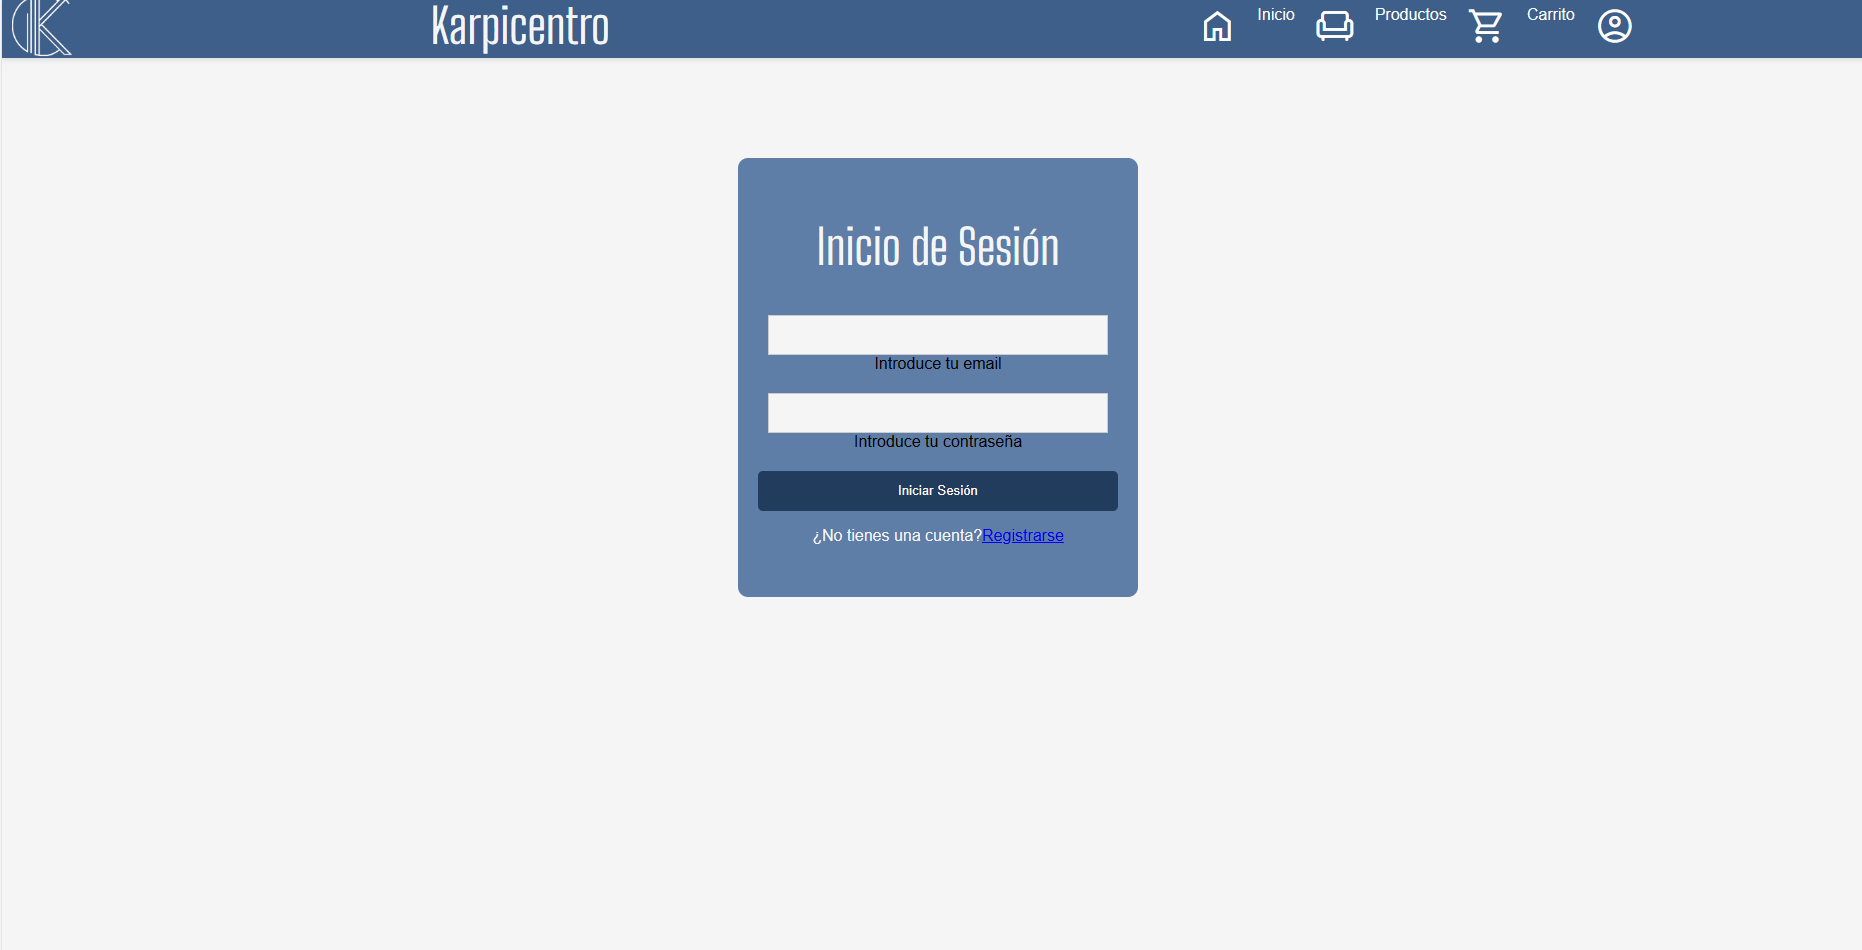 Karpicentro
Inicio
Productos
Carrito
Inicio de Sesión
Introduce tu email
Introduce tu contraseña
Iniciar Sesión
¿No tienes una cuenta?Registrarse